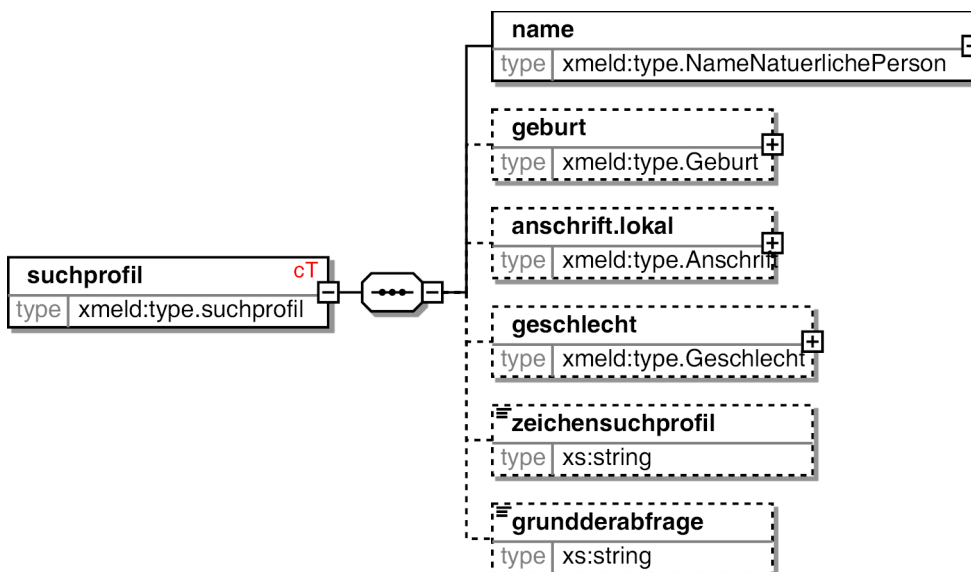 name
type xmeld:type.NameNatuerlichePerson
geburt
type xmeld:type.Geburt
anschrift.lokal
type xmeld:type.Anschrift
suchprofil cT
type xmeld:type.suchprofil
geschlecht
type xmeld:type.Geschlecht
zeichensuchprofil
type xs:string
grundderabfrage
type xs:string